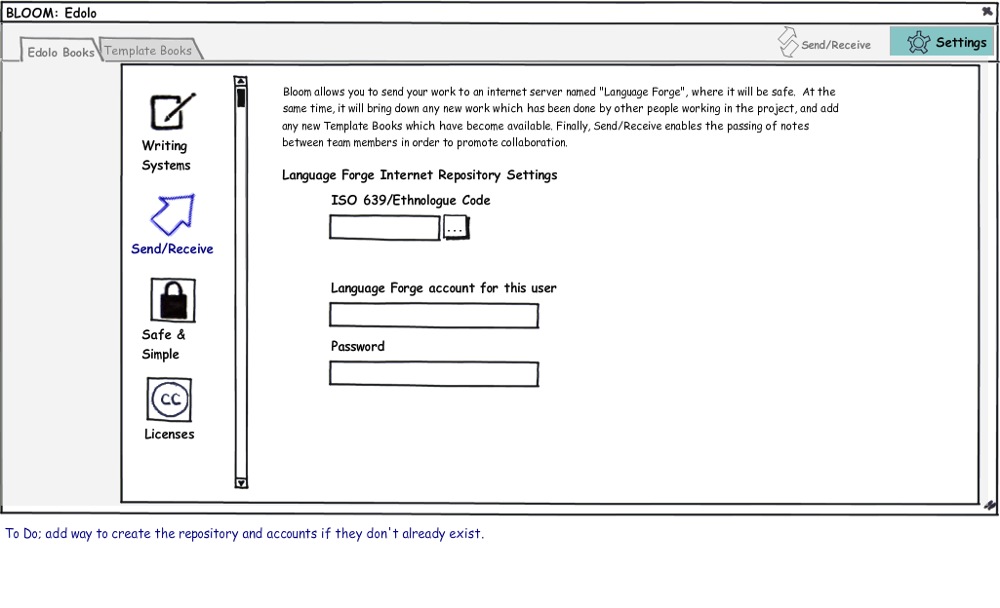 BLOOM: Edolo
Edolo Books
Template Books
Send/Receive
Settings
Writing
Systems
Send/Receive
Safe &
Simple
CC
Licenses
Bloom allows you to send your work to an internet server named "Language Forge", where it will be safe. At the
same time, it will bring down any new work which has been done by other people working in the project, and add
any new Template Books which have become available. Finally, Send/Receive enables the passing of notes
between team members in order to promote collaboration.
Language Forge Internet Repository Settings
ISO 639/Ethnologue Code
...
Language Forge account for this user
Password
To Do; add way to create the repository and accounts if they don't already exist.